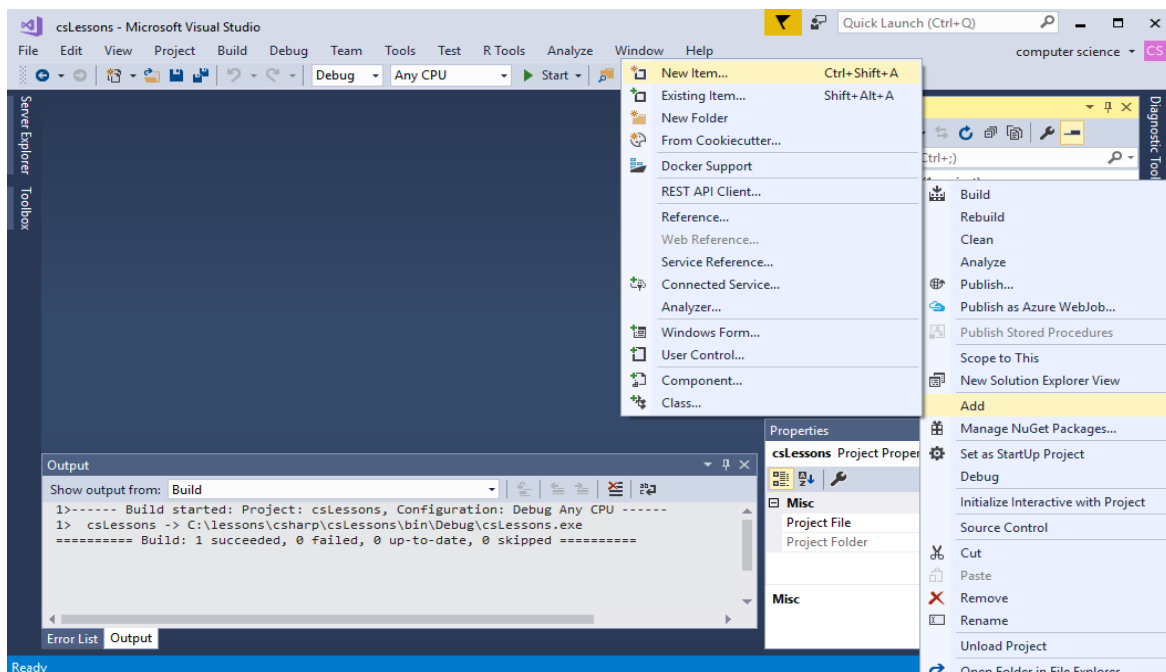 csLessons - Microsoft Visual Studio
Quick Launch (Ctrl+Q)
File Edit View Project Build Debug Team Tools Test R Tools Analyze Window Help
computer science CS
Debug Any CPU Start
Server Explorer
Toolbox
New Item... Ctrl+Shift+A
Existing Item... Shift+Alt+A
New Folder
From Cookiecutter...
Docker Support
REST API Client...
Reference...
Web Reference...
Service Reference...
Connected Service...
Analyzer...
Windows Form...
User Control...
Component...
Class...
Ctrl+;)
Diagnostic Tool
Build
Rebuild
Clean
Analyze
Publish...
Publish as Azure WebJob...
Publish Stored Procedures
Scope to This
New Solution Explorer View
Add
Manage NuGet Packages...
Set as StartUp Project
Debug
Initialize Interactive with Project
Source Control
Cut
Paste
Remove
Rename
Unload Project
Open Folder in File Explorer
Properties
csLessons Project Proper
Misc
Project File
Project Folder
Misc
Output
Show output from: Build
1>------ Build started: Project: csLessons, Configuration: Debug Any CPU ------
1>  csLessons -> C:\lessons\csharp\csLessons\bin\Debug\csLessons.exe
========== Build: 1 succeeded, 0 failed, 0 up-to-date, 0 skipped ==========
Error List Output
Ready